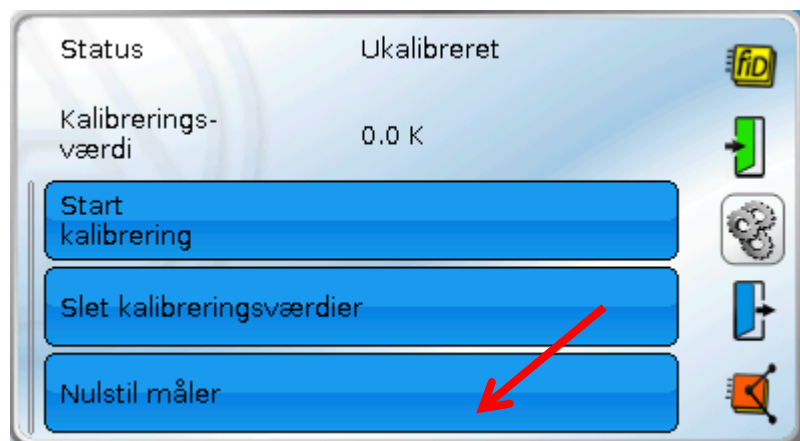 Status Ukalibreret
Kalibrerings-
værdi 0.0 K
Start
kalibrering
Slet kalibreringsværdier
Nulstil måler
fiD